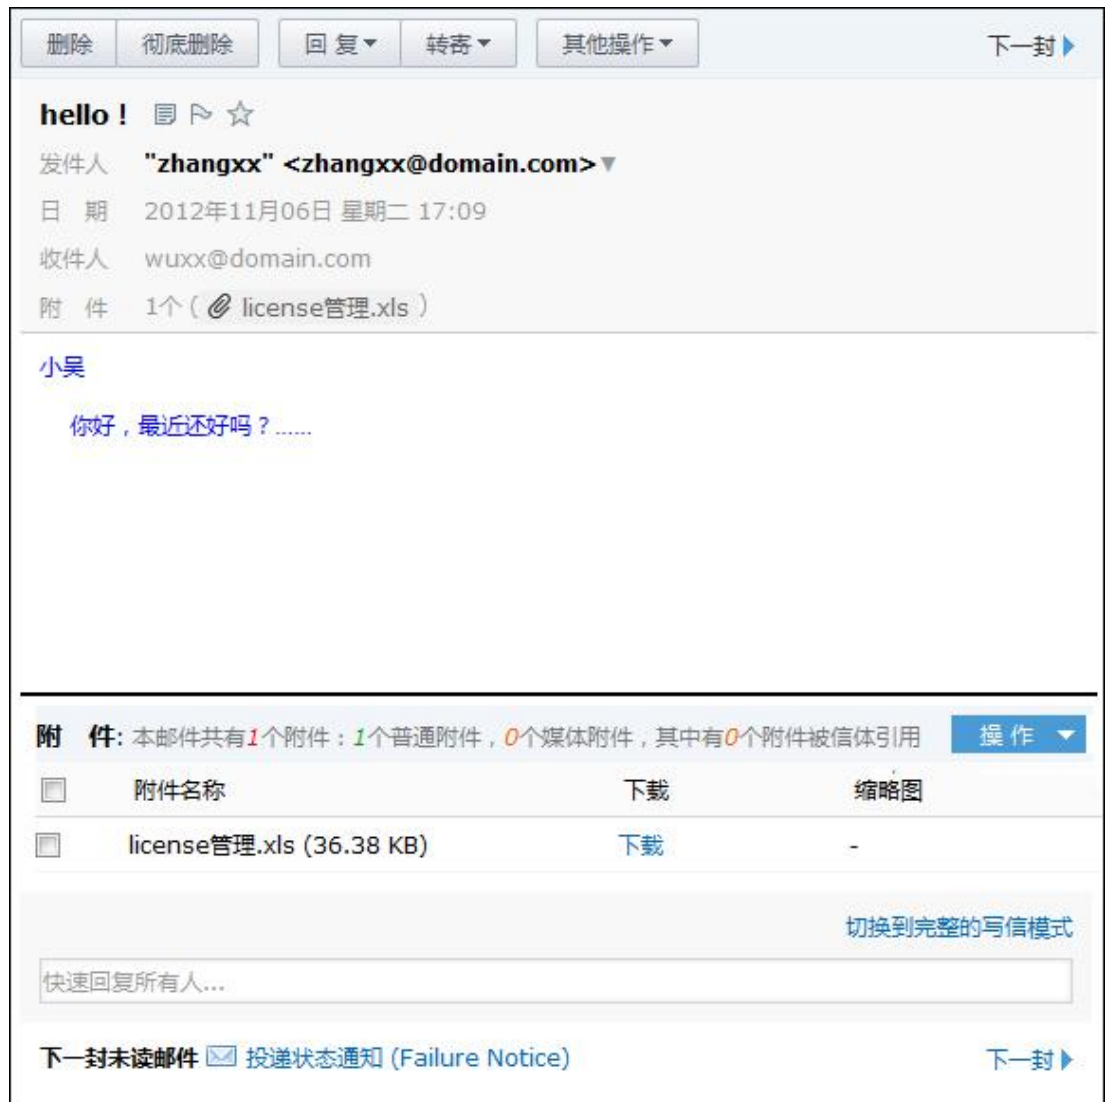 删除 彻底删除 回 复 转寄 其他操作 下一封
hello！
发件人 "zhangxx" <zhangxx@domain.com>
日 期 2012年11月06日 星期二 17:09
收件人 wuxx@domain.com
附 件 1个 ( license管理.xls )
小吴
你好，最近还好吗？……
附 件: 本邮件共有1个附件：1个普通附件，0个媒体附件，其中有0个附件被信体引用 操 作
附件名称 下载 缩略图
license管理.xls (36.38 KB) 下载 -
切换到完整的写信模式
快速回复所有人...
下一封未读邮件 投递状态通知 (Failure Notice) 下一封